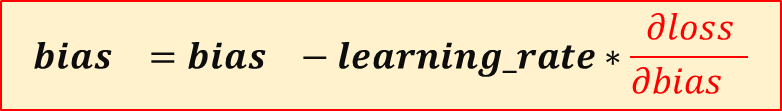 bias = bias − learning_rate * ∂loss/∂bias